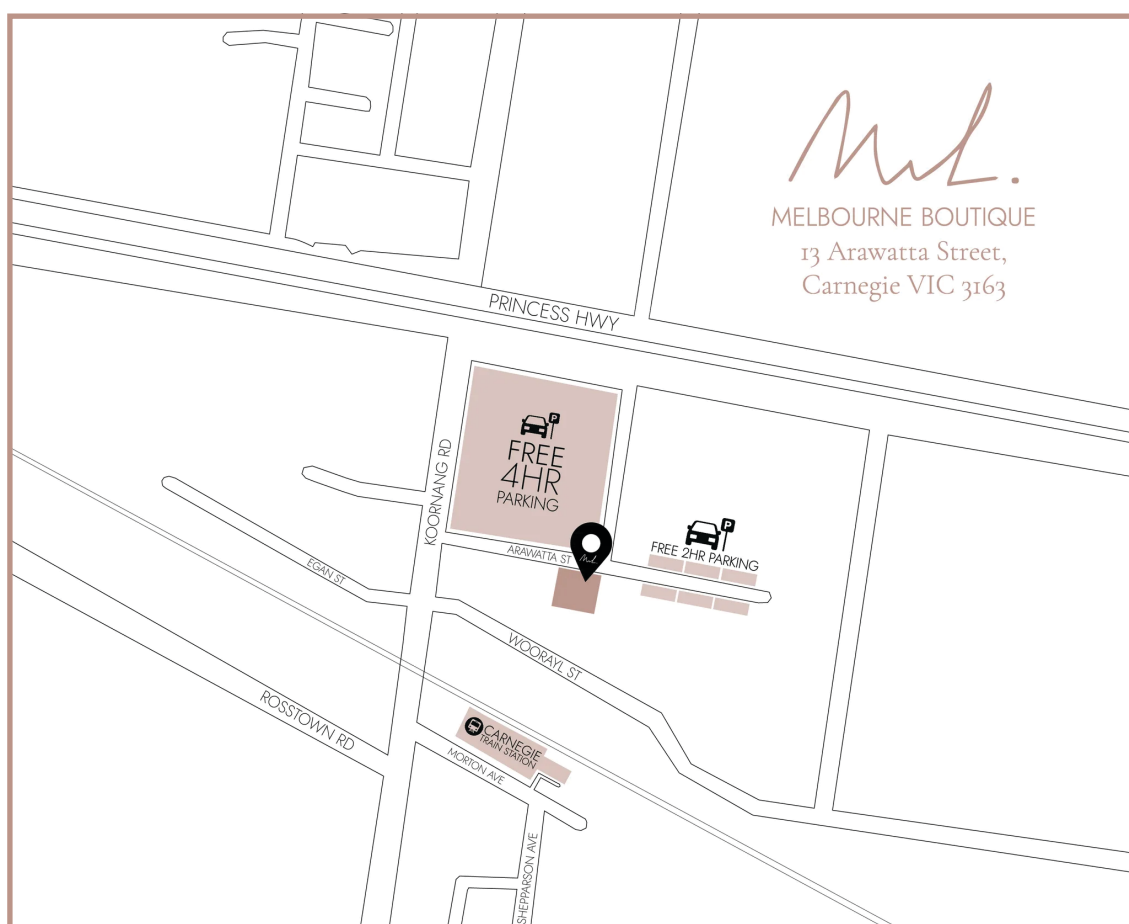 M.L.
MELBOURNE BOUTIQUE
13 Arawatta Street,
Carnegie VIC 3163
PRINCESS HWY
P
FREE
4HR
PARKING
KOORNANG RD
P
FREE 2HR PARKING
ARAWATTA ST
M.L.
EGAN ST
WOORAYL ST
ROSSTOWN RD
CARNEGIE
TRAIN STATION
MORTON AVE
SHEPPARSON AVE